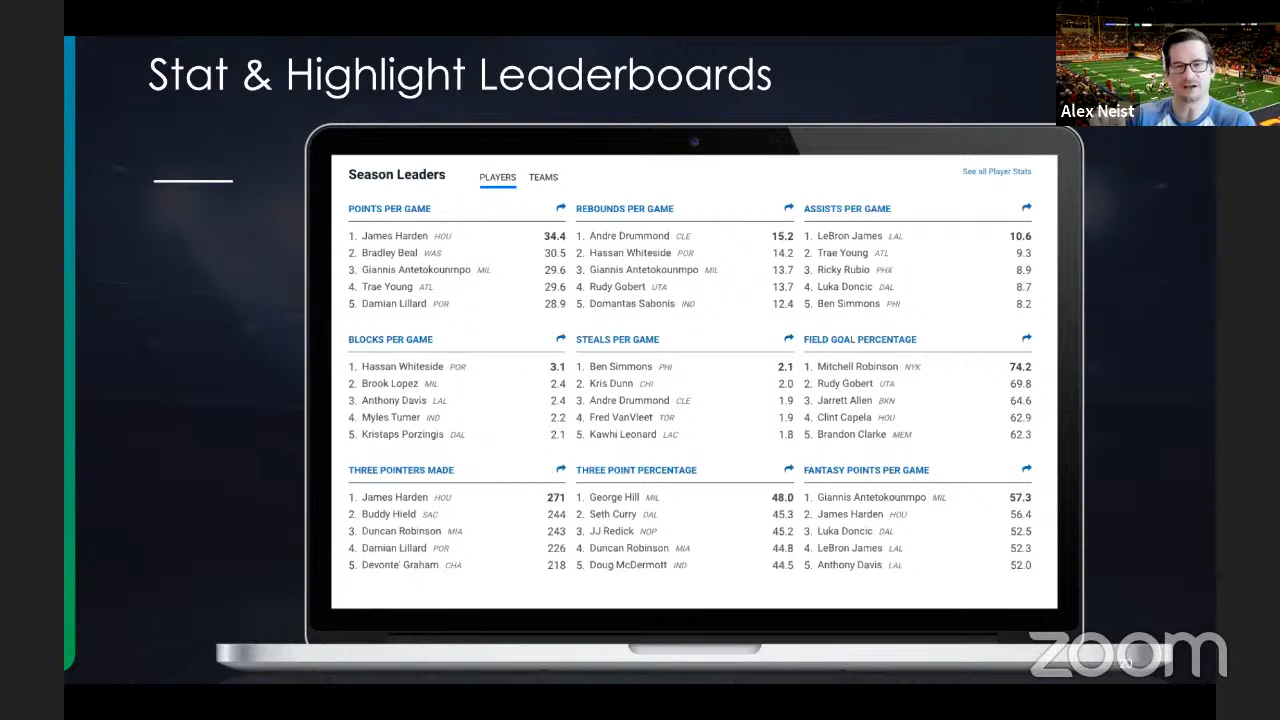 Stat & Highlight Leaderboards
Alex Neist
Season Leaders PLAYERS TEAMS See all Player Stats
POINTS PER GAME
1. James Harden HOU 34.4
2. Bradley Beal WAS 30.5
3. Giannis Antetokounmpo MIL 29.6
4. Trae Young ATL 29.6
5. Damian Lillard POR 28.9
REBOUNDS PER GAME
1. Andre Drummond CLE 15.2
2. Hassan Whiteside POR 14.2
3. Giannis Antetokounmpo MIL 13.7
4. Rudy Gobert UTA 13.7
5. Domantas Sabonis IND 12.4
ASSISTS PER GAME
1. LeBron James LAL 10.6
2. Trae Young ATL 9.3
3. Ricky Rubio PHX 8.9
4. Luka Doncic DAL 8.7
5. Ben Simmons PHI 8.2
BLOCKS PER GAME
1. Hassan Whiteside POR 3.1
2. Brook Lopez MIL 2.4
3. Anthony Davis LAL 2.4
4. Myles Turner IND 2.2
5. Kristaps Porzingis DAL 2.1
STEALS PER GAME
1. Ben Simmons PHI 2.1
2. Kris Dunn CHI 2.0
3. Andre Drummond CLE 1.9
4. Fred VanVleet TOR 1.9
5. Kawhi Leonard LAC 1.8
FIELD GOAL PERCENTAGE
1. Mitchell Robinson NYK 74.2
2. Rudy Gobert UTA 69.8
3. Jarrett Allen BKN 64.6
4. Clint Capela HOU 62.9
5. Brandon Clarke MEM 62.3
THREE POINTERS MADE
1. James Harden HOU 271
2. Buddy Hield SAC 244
3. Duncan Robinson MIA 243
4. Damian Lillard POR 226
5. Devonte' Graham CHA 218
THREE POINT PERCENTAGE
1. George Hill MIL 48.0
2. Seth Curry DAL 45.3
3. JJ Redick NOP 45.2
4. Duncan Robinson MIA 44.8
5. Doug McDermott IND 44.5
FANTASY POINTS PER GAME
1. Giannis Antetokounmpo MIL 57.3
2. James Harden HOU 56.4
3. Luka Doncic DAL 52.5
4. LeBron James LAL 52.3
5. Anthony Davis LAL 52.0
zoom
20